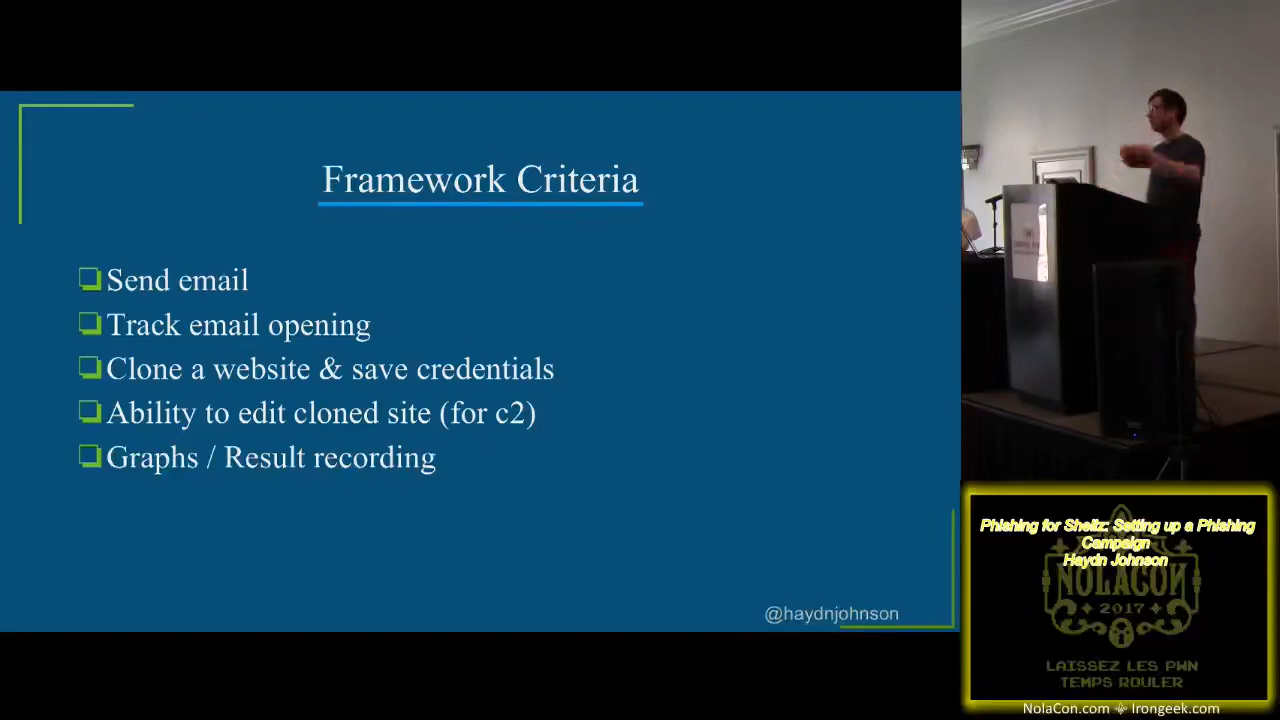 Framework Criteria
Send email
Track email opening
Clone a website & save credentials
Ability to edit cloned site (for c2)
Graphs / Result recording
@haydnjohnson
Phishing for Shellz: Setting up a Phishing
Campaign
Haydn Johnson
NOLACON
2017
LAISSEZ LES PWN
TEMPS ROULER
NolaCon.com ⚜ Irongeek.com